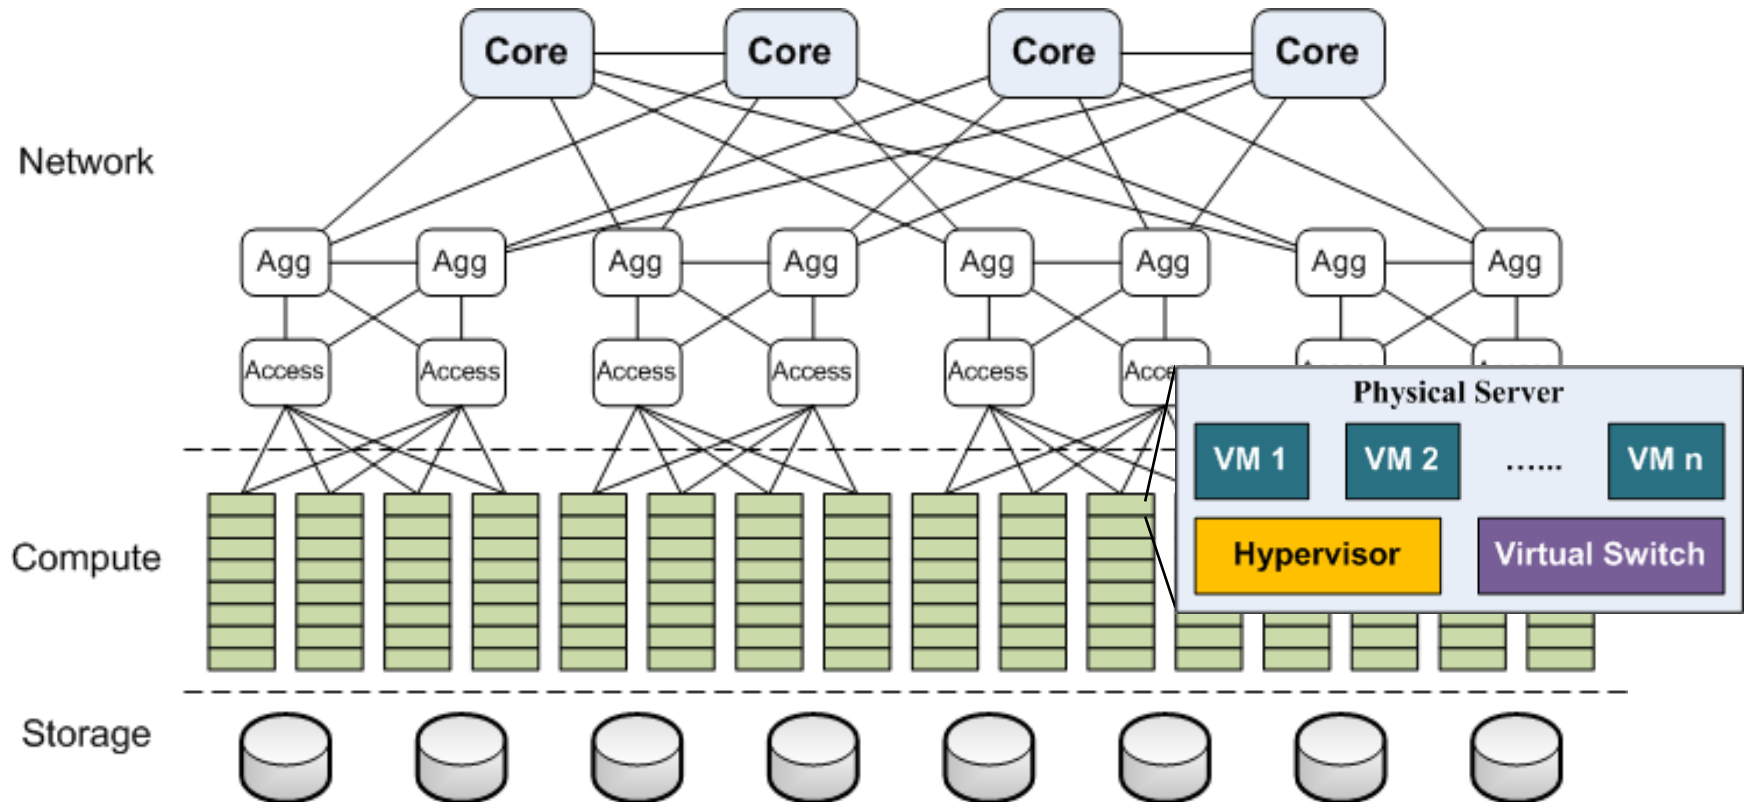 Core Core Core Core
Network
Agg Agg Agg Agg Agg Agg Agg Agg
Access Access Access Access Access
Physical Server
VM 1 VM 2 ...... VM n
Hypervisor Virtual Switch
Compute
Storage